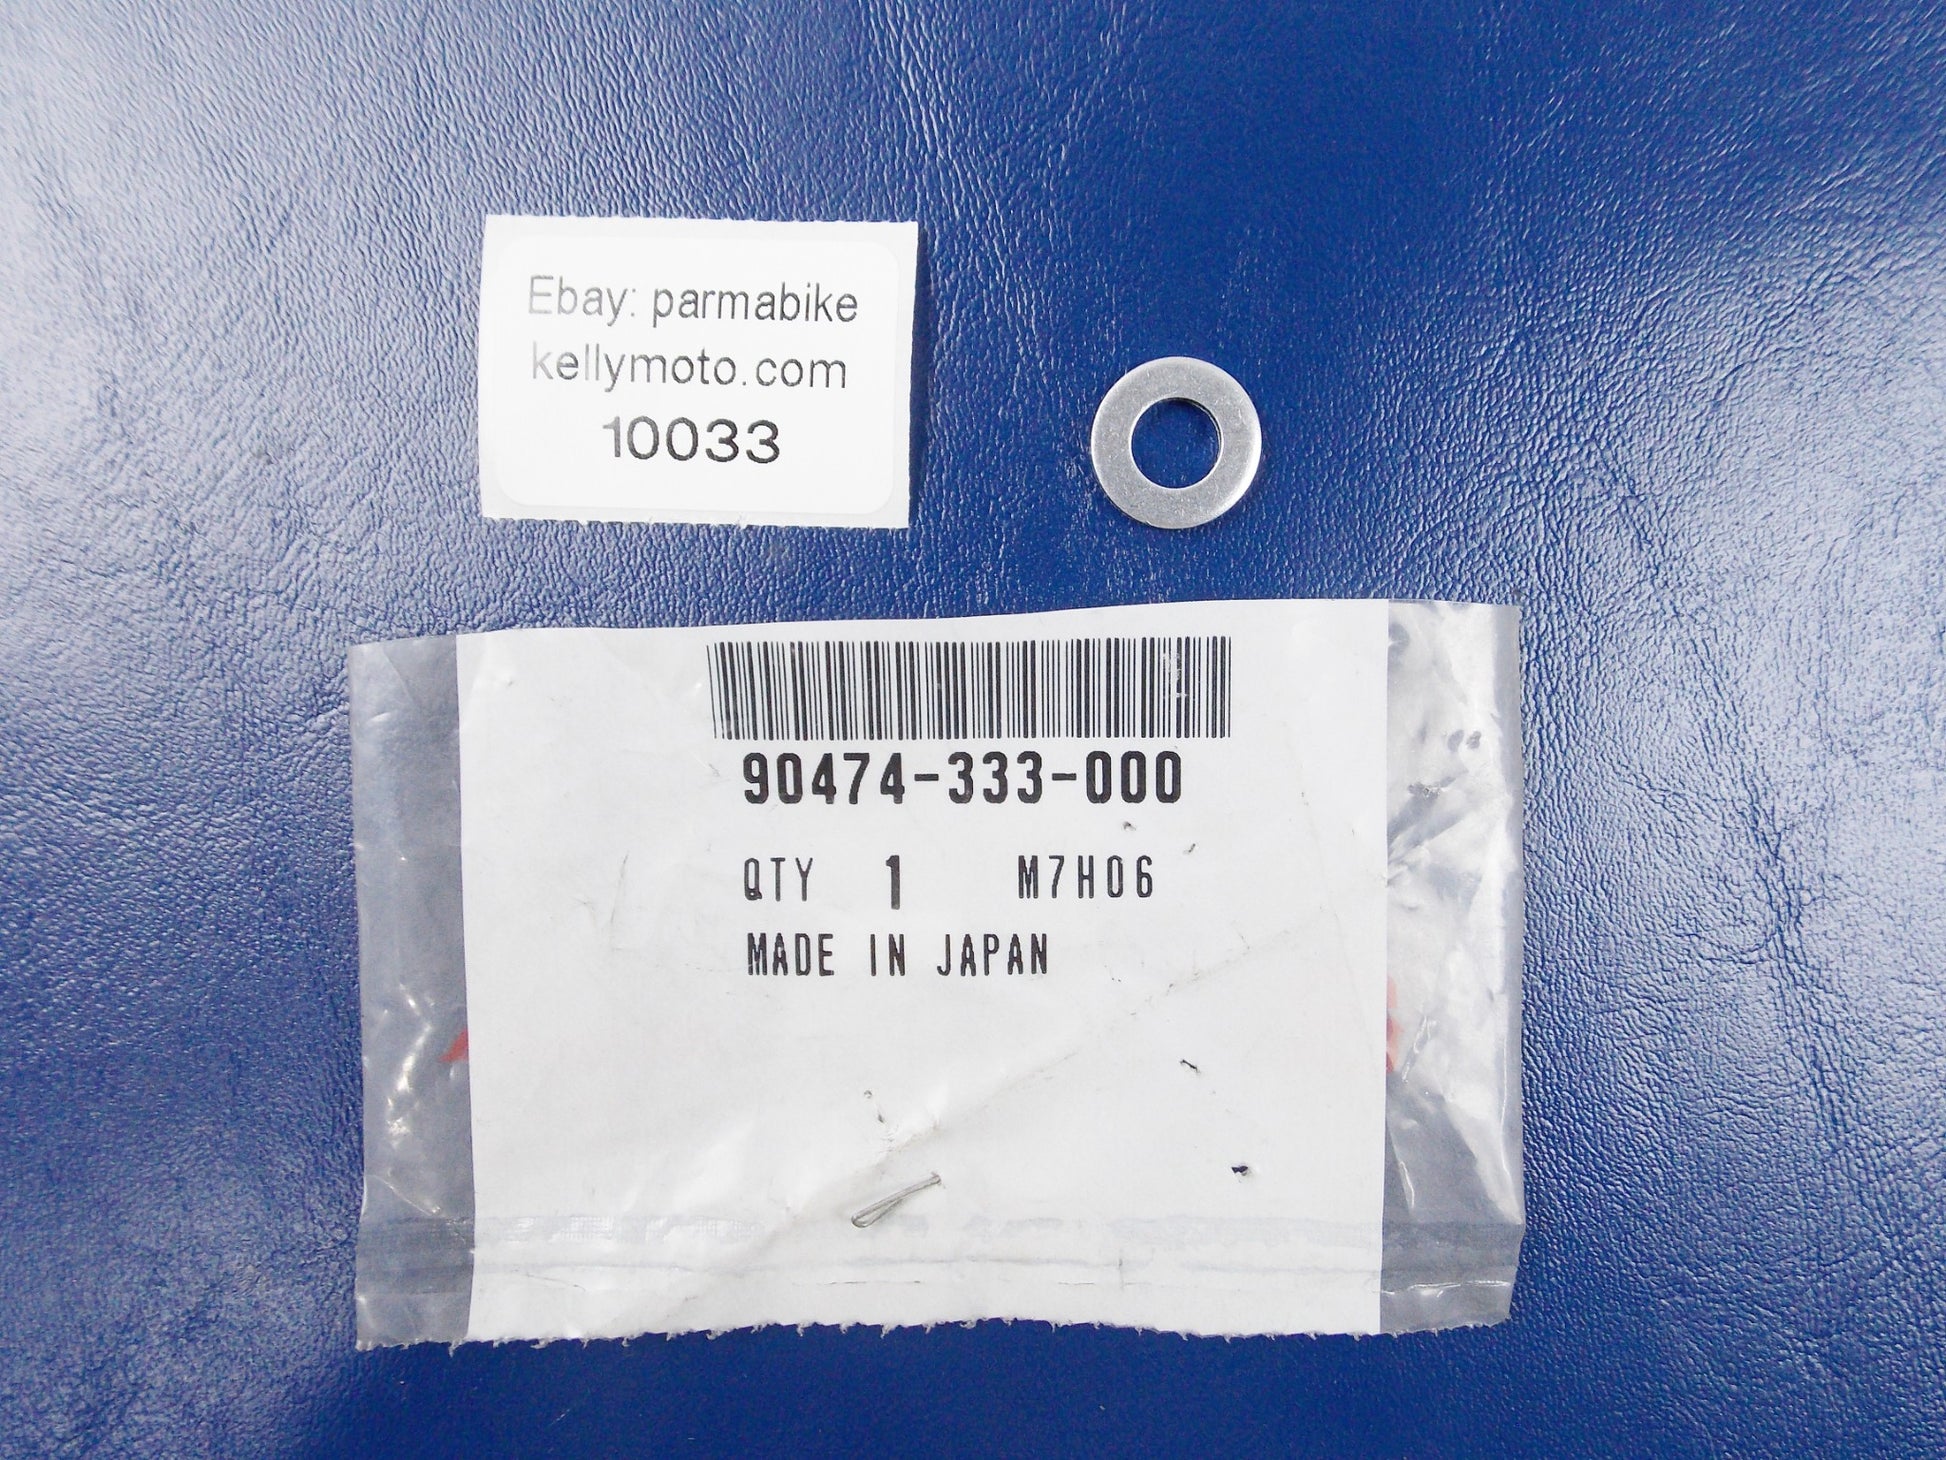 Ebay: parmabike
kellymoto.com
10033
90474-333-000
QTY 1 M7H06
MADE IN JAPAN